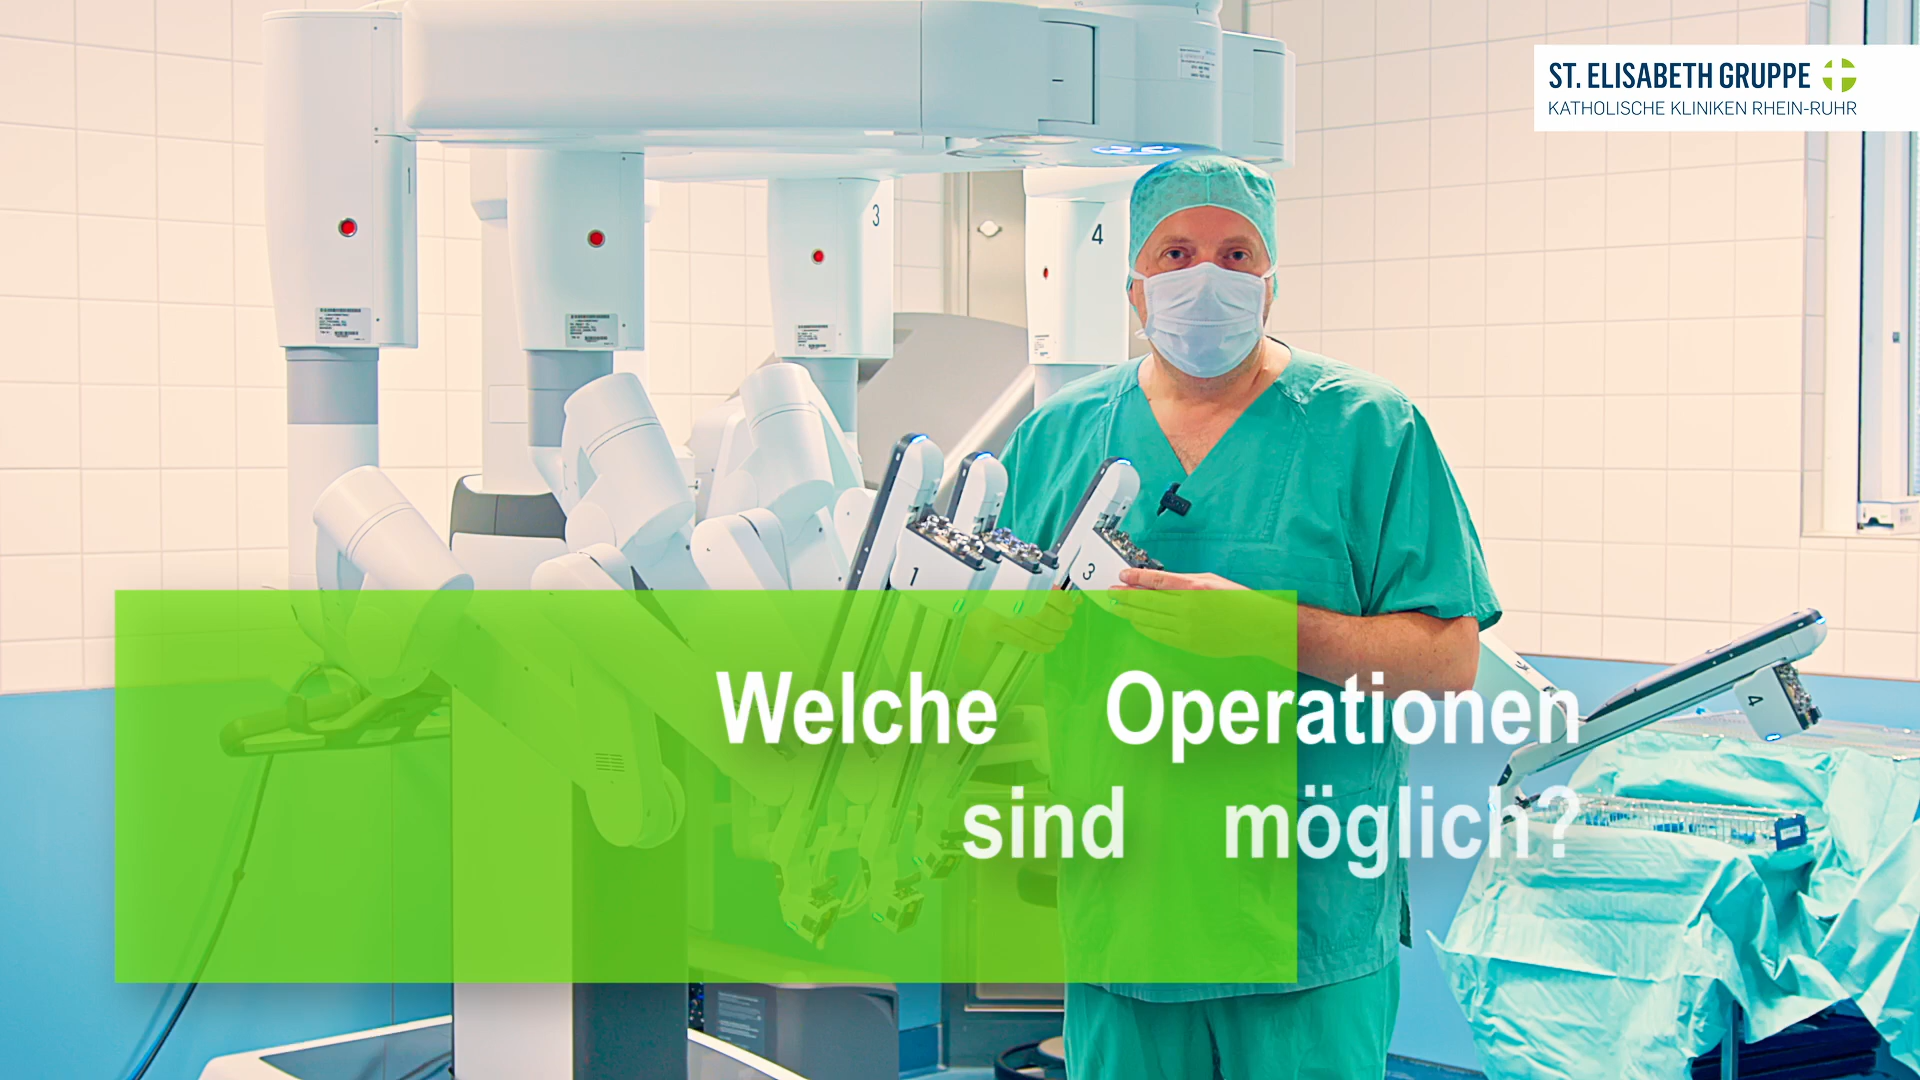 ST. ELISABETH GRUPPE
KATHOLISCHE KLINIKEN RHEIN-RUHR
3
4
1
3
4
Welche Operationen
sind möglich?